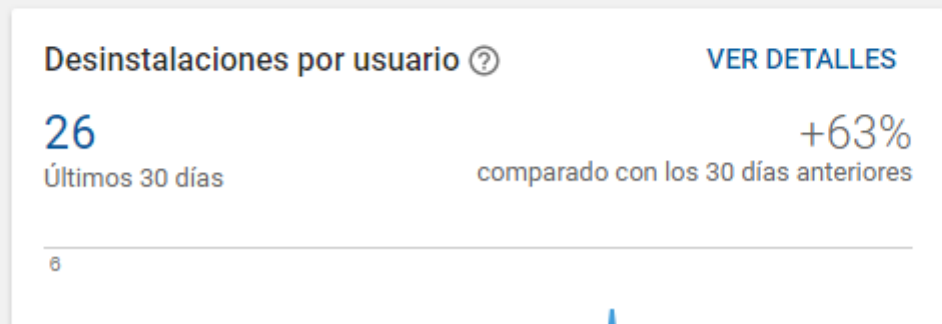 Desinstalaciones por usuario ? VER DETALLES
26 +63%
Últimos 30 días comparado con los 30 días anteriores
6